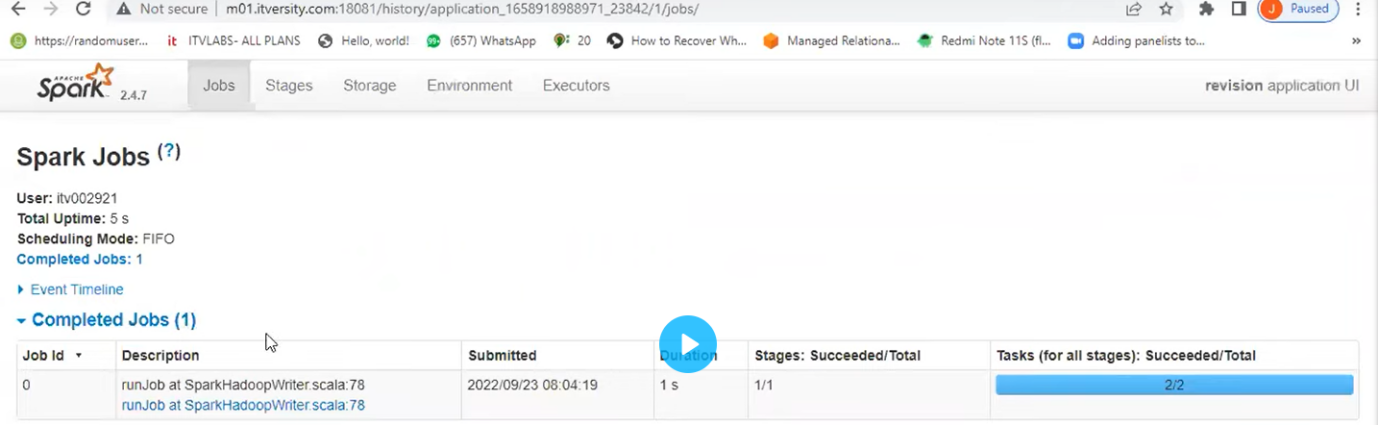 Not secure m01.itversity.com:18081/history/application_1658918988971_23842/1/jobs/ J Paused
https://randomuser... it ITVLABS- ALL PLANS Hello, world! (657) WhatsApp 20 How to Recover Wh... Managed Relationa... Redmi Note 11S (fl... Adding panelists to... »
APACHE Spark 2.4.7 Jobs Stages Storage Environment Executors revision application UI
Spark Jobs (?)
User: itv002921
Total Uptime: 5 s
Scheduling Mode: FIFO
Completed Jobs: 1
Event Timeline
Completed Jobs (1)
Job Id Description Submitted Duration Stages: Succeeded/Total Tasks (for all stages): Succeeded/Total
0 runJob at SparkHadoopWriter.scala:78 2022/09/23 08:04:19 1 s 1/1 2/2
runJob at SparkHadoopWriter.scala:78